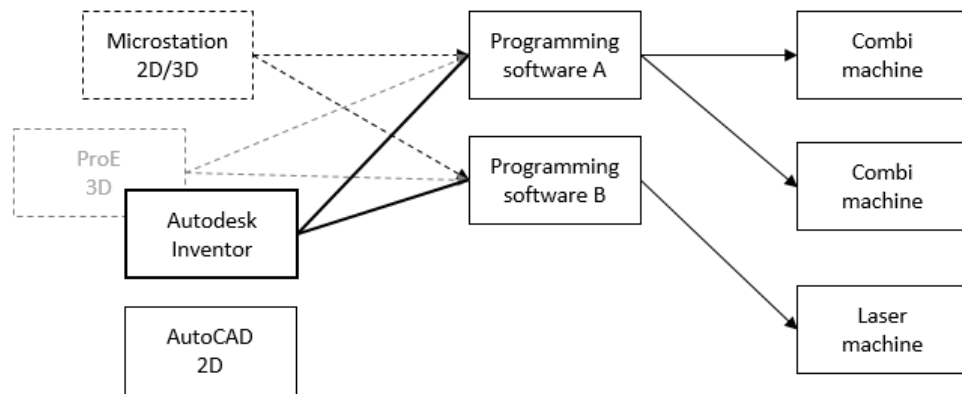 Microstation
2D/3D
Programming
software A
Combi
machine
ProE
3D
Programming
software B
Combi
machine
Autodesk
Inventor
AutoCAD
2D
Laser
machine